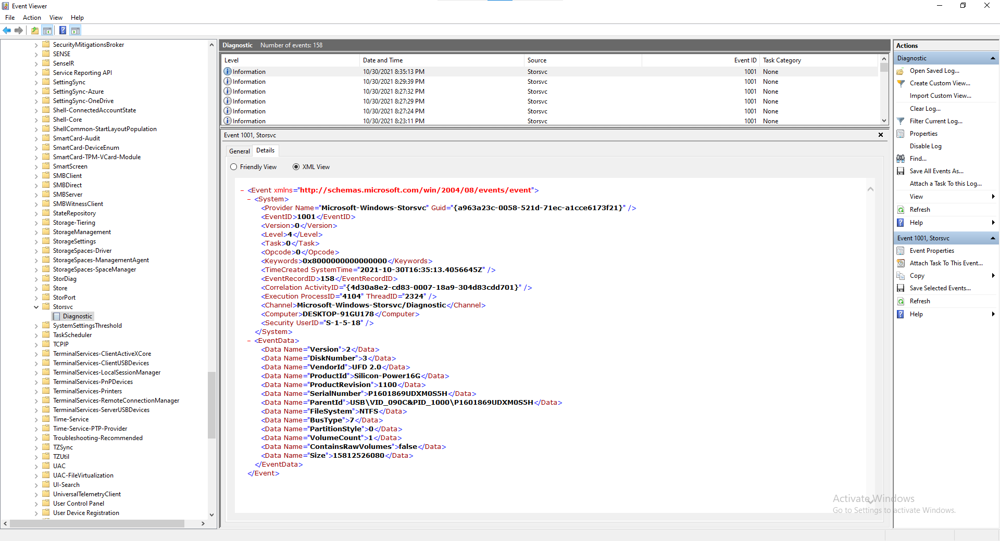 Event Viewer
File Action View Help
SecurityMitigationsBroker
SENSE
SenseIR
Service Reporting API
SettingSync
SettingSync-Azure
SettingSync-OneDrive
Shell-ConnectedAccountState
Shell-Core
ShellCommon-StartLayoutPopulation
SmartCard-Audit
SmartCard-DeviceEnum
SmartCard-TPM-VCard-Module
SmartScreen
SMBClient
SMBDirect
SMBServer
SMBWitnessClient
StateRepository
Storage-Tiering
StorageManagement
StorageSettings
StorageSpaces-Driver
StorageSpaces-ManagementAgent
StorageSpaces-SpaceManager
StorDiag
Store
StorPort
Storsvc
Diagnostic
SystemSettingsThreshold
TaskScheduler
TCPIP
TerminalServices-ClientActiveXCore
TerminalServices-ClientUSBDevices
TerminalServices-LocalSessionManager
TerminalServices-PnPDevices
TerminalServices-Printers
TerminalServices-RemoteConnectionManager
TerminalServices-ServerUSBDevices
Time-Service
Time-Service-PTP-Provider
Troubleshooting-Recommended
TZSync
TZUtil
UAC
UAC-FileVirtualization
UI-Search
UniversalTelemetryClient
User Control Panel
User Device Registration
Diagnostic Number of events: 158
Level Date and Time Source Event ID Task Category
Information 10/30/2021 8:35:13 PM Storsvc 1001 None
Information 10/30/2021 8:29:39 PM Storsvc 1001 None
Information 10/30/2021 8:27:32 PM Storsvc 1001 None
Information 10/30/2021 8:27:29 PM Storsvc 1001 None
Information 10/30/2021 8:27:24 PM Storsvc 1001 None
Information 10/30/2021 8:23:11 PM Storsvc 1001 None
Event 1001, Storsvc
General Details
Friendly View XML View
- <Event xmlns="http://schemas.microsoft.com/win/2004/08/events/event">
- <System>
<Provider Name="Microsoft-Windows-Storsvc" Guid="{a963a23c-0058-521d-71ec-a1cce6173f21}" />
<EventID>1001</EventID>
<Version>0</Version>
<Level>4</Level>
<Task>0</Task>
<Opcode>0</Opcode>
<Keywords>0x8000000000000000</Keywords>
<TimeCreated SystemTime="2021-10-30T16:35:13.4056645Z" />
<EventRecordID>158</EventRecordID>
<Correlation ActivityID="{4d30a8e2-cd83-0007-18a9-304d83cdd701}" />
<Execution ProcessID="4104" ThreadID="2324" />
<Channel>Microsoft-Windows-Storsvc/Diagnostic</Channel>
<Computer>DESKTOP-91GU178</Computer>
<Security UserID="S-1-5-18" />
</System>
- <EventData>
<Data Name="Version">2</Data>
<Data Name="DiskNumber">3</Data>
<Data Name="VendorId">UFD 2.0</Data>
<Data Name="ProductId">Silicon-Power16G</Data>
<Data Name="ProductRevision">1100</Data>
<Data Name="SerialNumber">P1601869UDXM0S5H</Data>
<Data Name="ParentId">USB\VID_090C&PID_1000\P1601869UDXM0S5H</Data>
<Data Name="FileSystem">NTFS</Data>
<Data Name="BusType">7</Data>
<Data Name="PartitionStyle">0</Data>
<Data Name="VolumeCount">1</Data>
<Data Name="ContainsRawVolumes">false</Data>
<Data Name="Size">15812526080</Data>
</EventData>
</Event>
Actions
Diagnostic
Open Saved Log...
Create Custom View...
Import Custom View...
Clear Log...
Filter Current Log...
Properties
Disable Log
Find...
Save All Events As...
Attach a Task To this Log...
View
Refresh
Help
Event 1001, Storsvc
Event Properties
Attach Task To This Event...
Copy
Save Selected Events...
Refresh
Help
Activate Windows
Go to Settings to activate Windows.